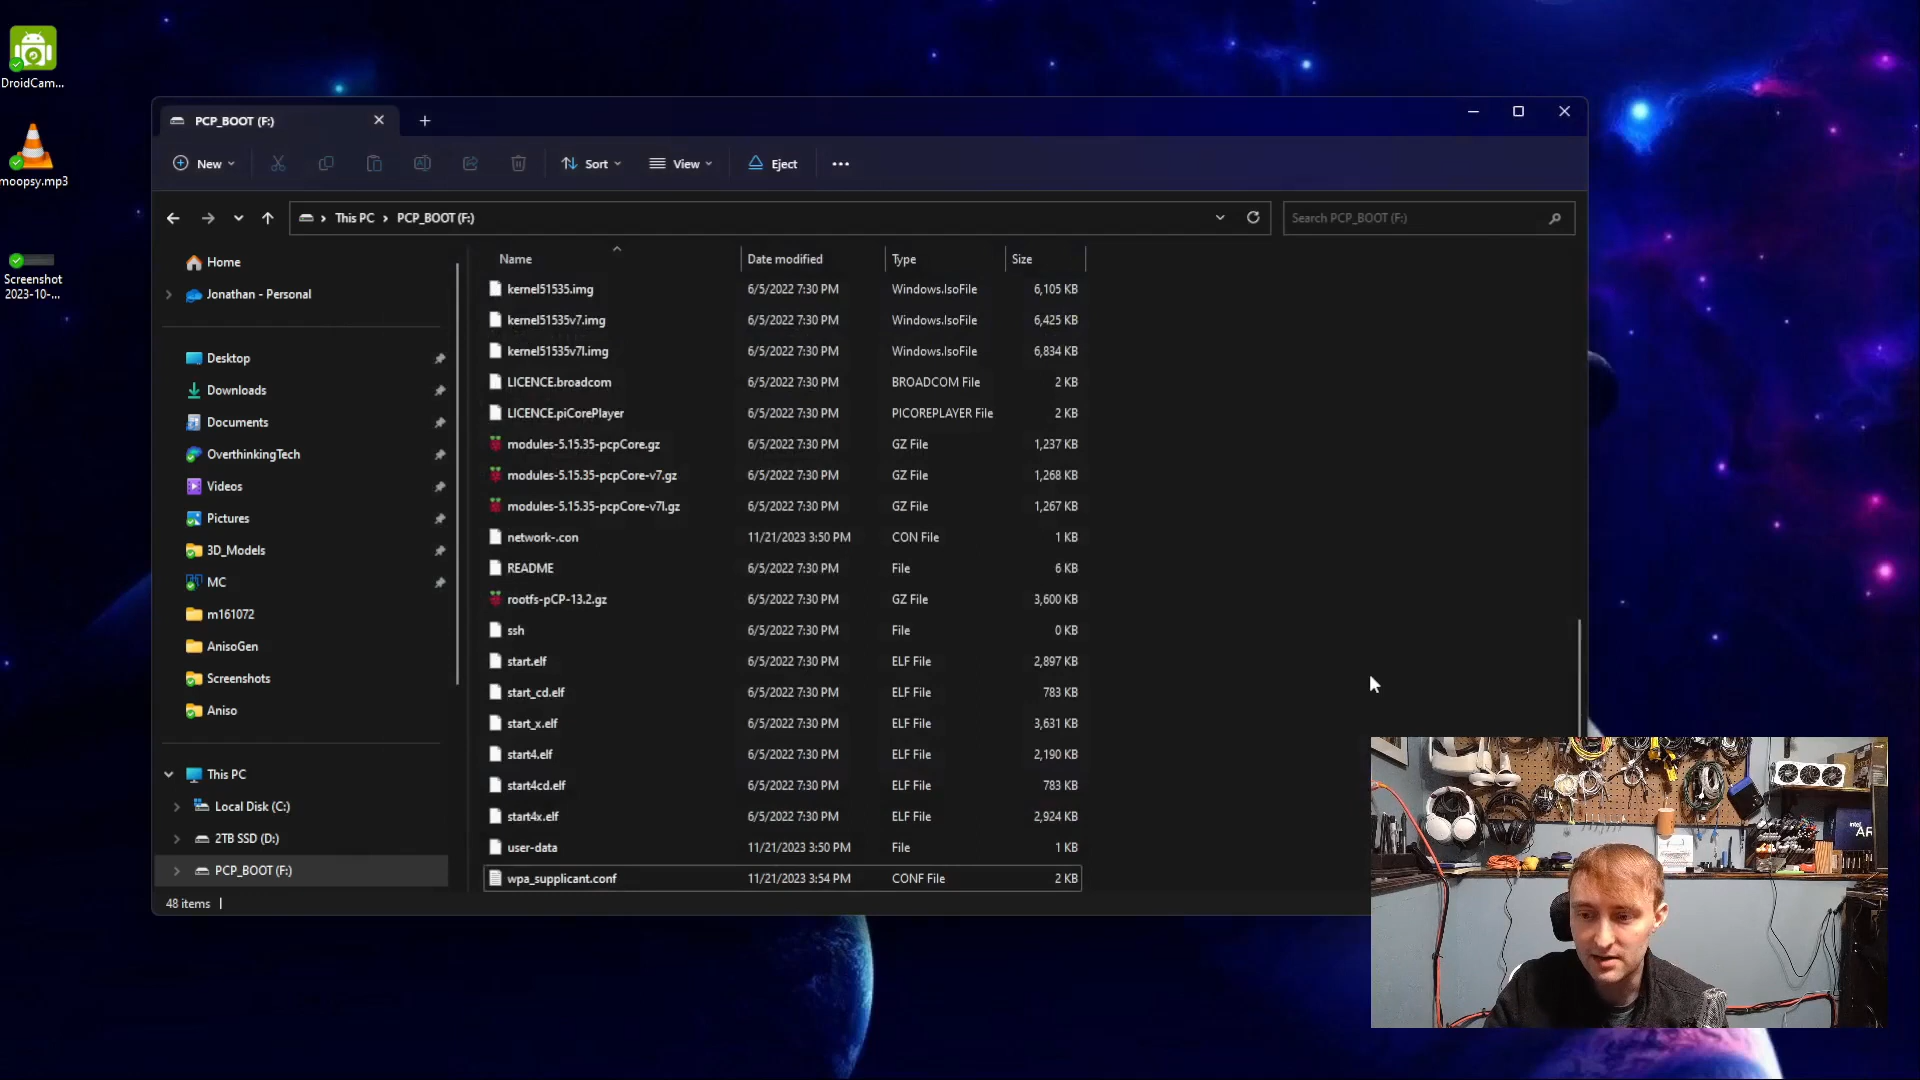 DroidCam...
moopsy.mp3
Screenshot
2023-10-...
PCP_BOOT (F:)
New
Sort
View
Eject
This PC
PCP_BOOT (F:)
Search PCP_BOOT (F:)
Home
Jonathan - Personal
Desktop
Downloads
Documents
OverthinkingTech
Videos
Pictures
3D_Models
MC
m161072
AnisoGen
Screenshots
Aniso
This PC
Local Disk (C:)
2TB SSD (D:)
PCP_BOOT (F:)
Name Date modified Type Size
kernel51535.img 6/5/2022 7:30 PM Windows.IsoFile 6,105 KB
kernel51535v7.img 6/5/2022 7:30 PM Windows.IsoFile 6,425 KB
kernel51535v7l.img 6/5/2022 7:30 PM Windows.IsoFile 6,834 KB
LICENCE.broadcom 6/5/2022 7:30 PM BROADCOM File 2 KB
LICENCE.piCorePlayer 6/5/2022 7:30 PM PICOREPLAYER File 2 KB
modules-5.15.35-pcpCore.gz 6/5/2022 7:30 PM GZ File 1,237 KB
modules-5.15.35-pcpCore-v7.gz 6/5/2022 7:30 PM GZ File 1,268 KB
modules-5.15.35-pcpCore-v7l.gz 6/5/2022 7:30 PM GZ File 1,267 KB
network-.con 11/21/2023 3:50 PM CON File 1 KB
README 6/5/2022 7:30 PM File 6 KB
rootfs-pCP-13.2.gz 6/5/2022 7:30 PM GZ File 3,600 KB
ssh 6/5/2022 7:30 PM File 0 KB
start.elf 6/5/2022 7:30 PM ELF File 2,897 KB
start_cd.elf 6/5/2022 7:30 PM ELF File 783 KB
start_x.elf 6/5/2022 7:30 PM ELF File 3,631 KB
start4.elf 6/5/2022 7:30 PM ELF File 2,190 KB
start4cd.elf 6/5/2022 7:30 PM ELF File 783 KB
start4x.elf 6/5/2022 7:30 PM ELF File 2,924 KB
user-data 11/21/2023 3:50 PM File 1 KB
wpa_supplicant.conf 11/21/2023 3:54 PM CONF File 2 KB
48 items
intel
AR